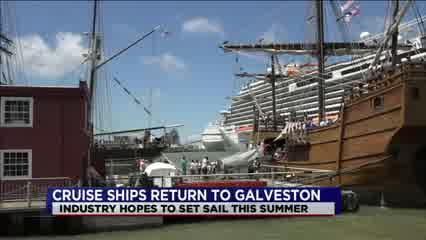 CRUISE SHIPS RETURN TO GALVESTON
INDUSTRY HOPES TO SET SAIL THIS SUMMER